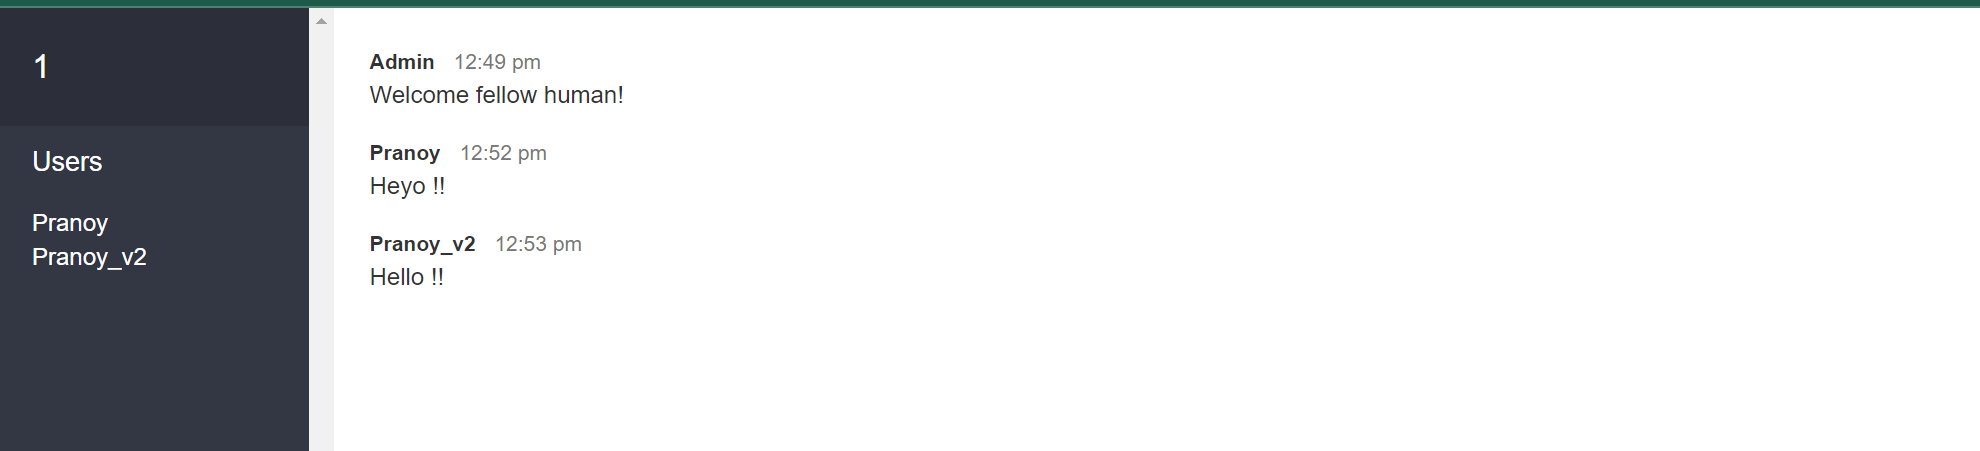 1
Users
Pranoy
Pranoy_v2
Admin 12:49 pm
Welcome fellow human!
Pranoy 12:52 pm
Heyo !!
Pranoy_v2 12:53 pm
Hello !!